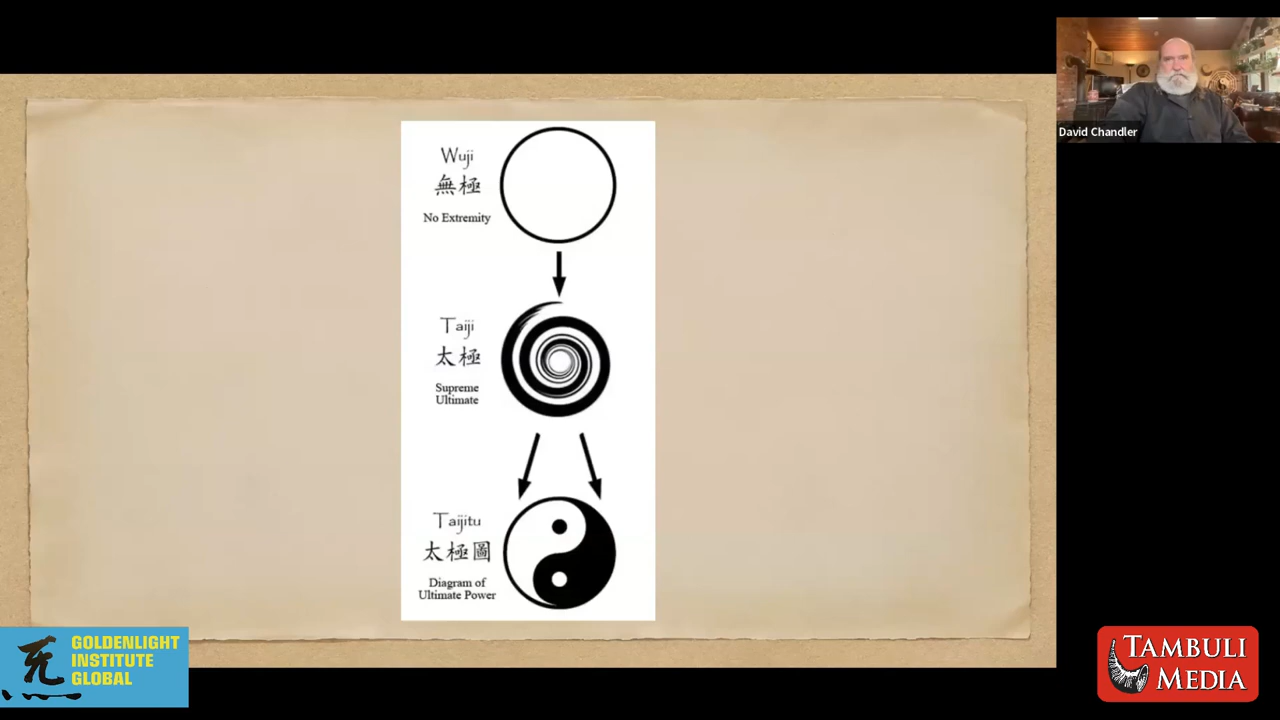 Wuji
無極
No Extremity
Taiji
太極
Supreme
Ultimate
Taijitu
太極圖
Diagram of
Ultimate Power
David Chandler
GOLDENLIGHT
INSTITUTE
GLOBAL
TAMBULI
MEDIA